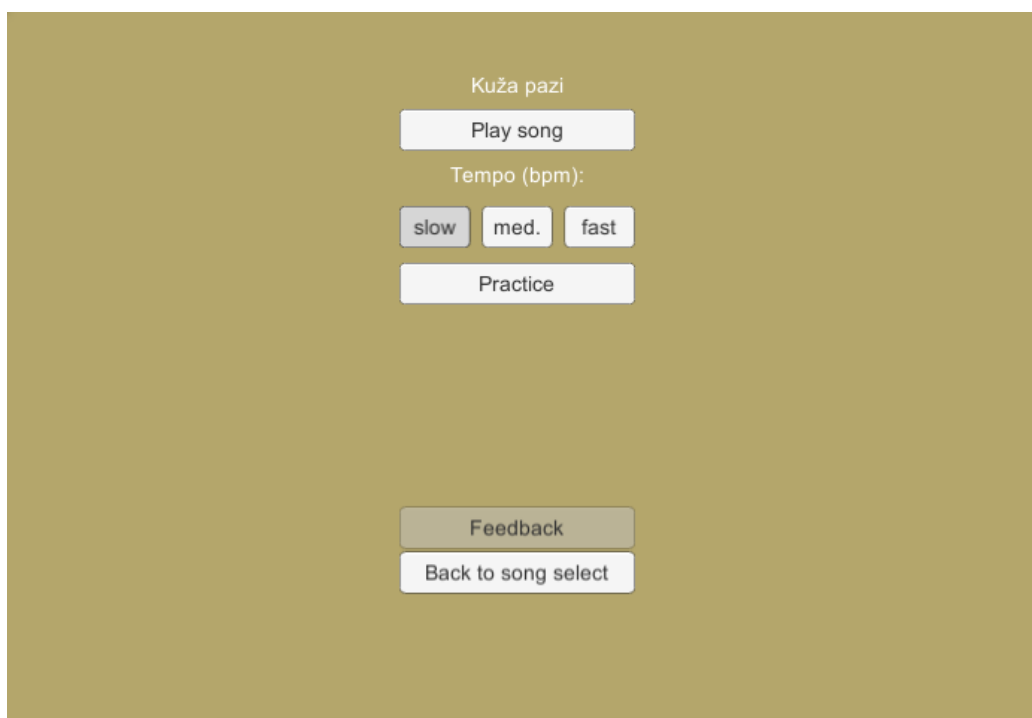 Kuža pazi
Play song
Tempo (bpm):
slow med. fast
Practice
Feedback
Back to song select